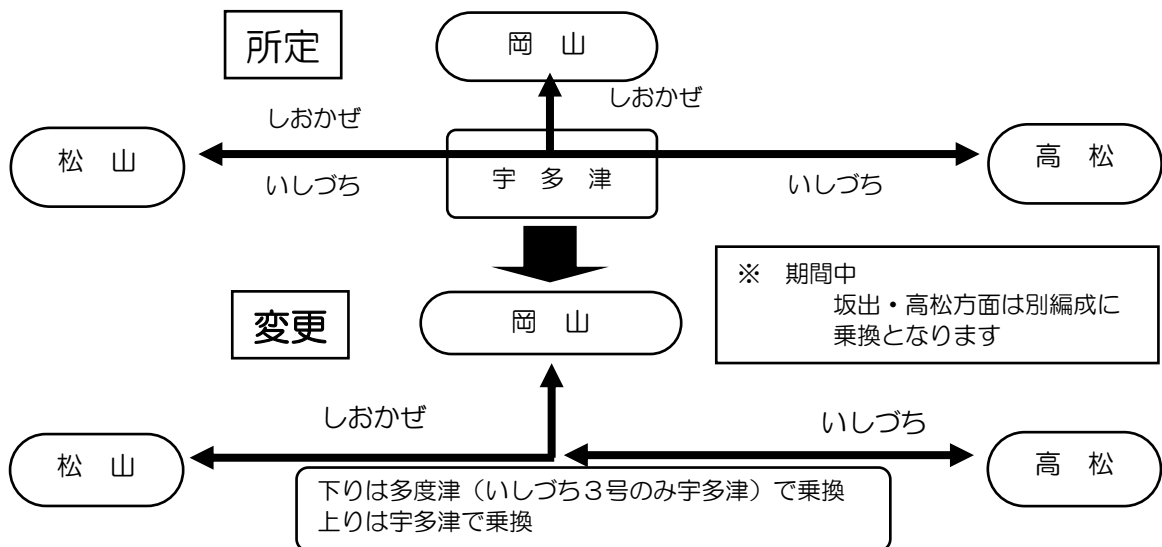 所定
岡　山
しおかぜ
しおかぜ
松　山
いしづち
宇　多　津
いしづち
高　松
変更
岡　山
※　期間中
坂出・高松方面は別編成に
乗換となります
しおかぜ
いしづち
松　山
高　松
下りは多度津（いしづち３号のみ宇多津）で乗換
上りは宇多津で乗換